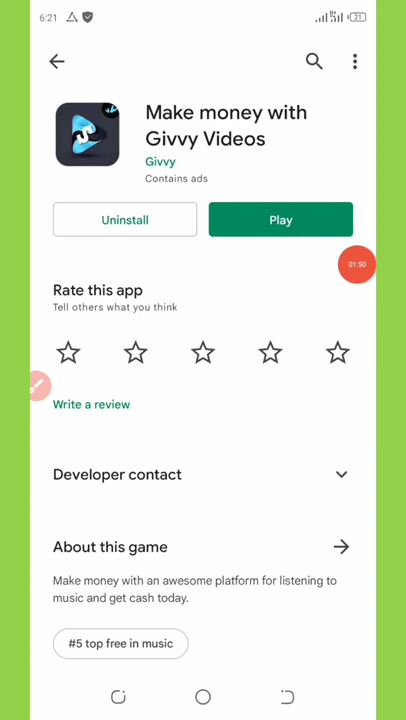 6:21
21
Make money with
Givvy Videos
Givvy
Contains ads
Uninstall
Play
01:50
Rate this app
Tell others what you think
Write a review
Developer contact
About this game
Make money with an awesome platform for listening to
music and get cash today.
#5 top free in music